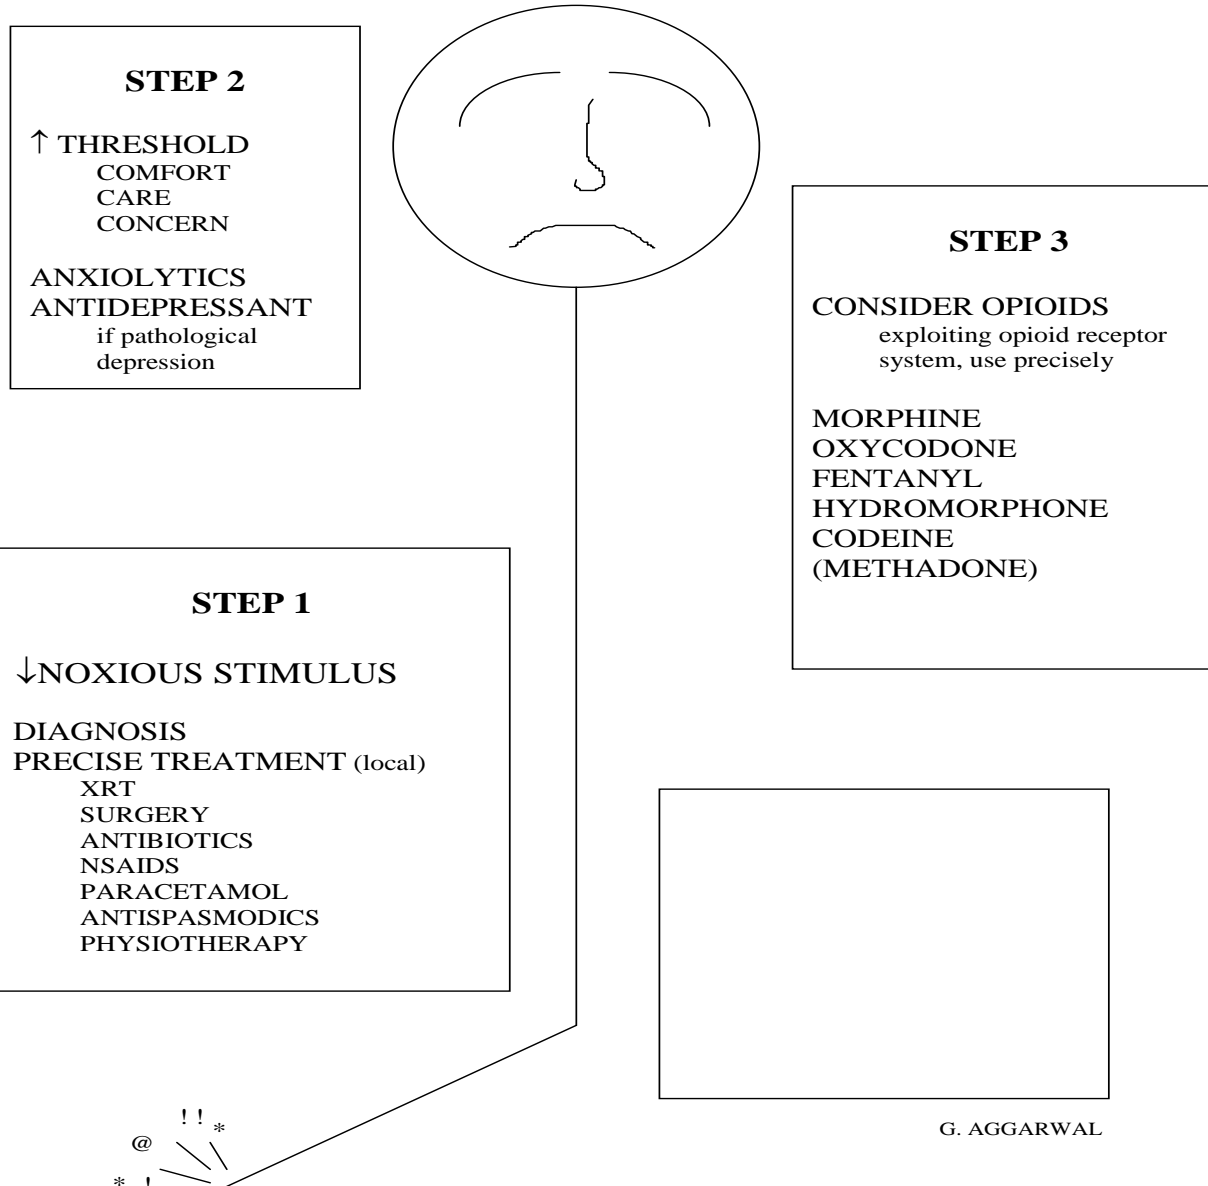 STEP 2
↑ THRESHOLD
COMFORT
CARE
CONCERN
ANXIOLYTICS
ANTIDEPRESSANT
if pathological
depression
STEP 3
CONSIDER OPIOIDS
exploiting opioid receptor
system, use precisely
MORPHINE
OXYCODONE
FENTANYL
HYDROMORPHONE
CODEINE
(METHADONE)
STEP 1
↓NOXIOUS STIMULUS
DIAGNOSIS
PRECISE TREATMENT (local)
XRT
SURGERY
ANTIBIOTICS
NSAIDS
PARACETAMOL
ANTISPASMODICS
PHYSIOTHERAPY
! ! *
@
* !
G. AGGARWAL